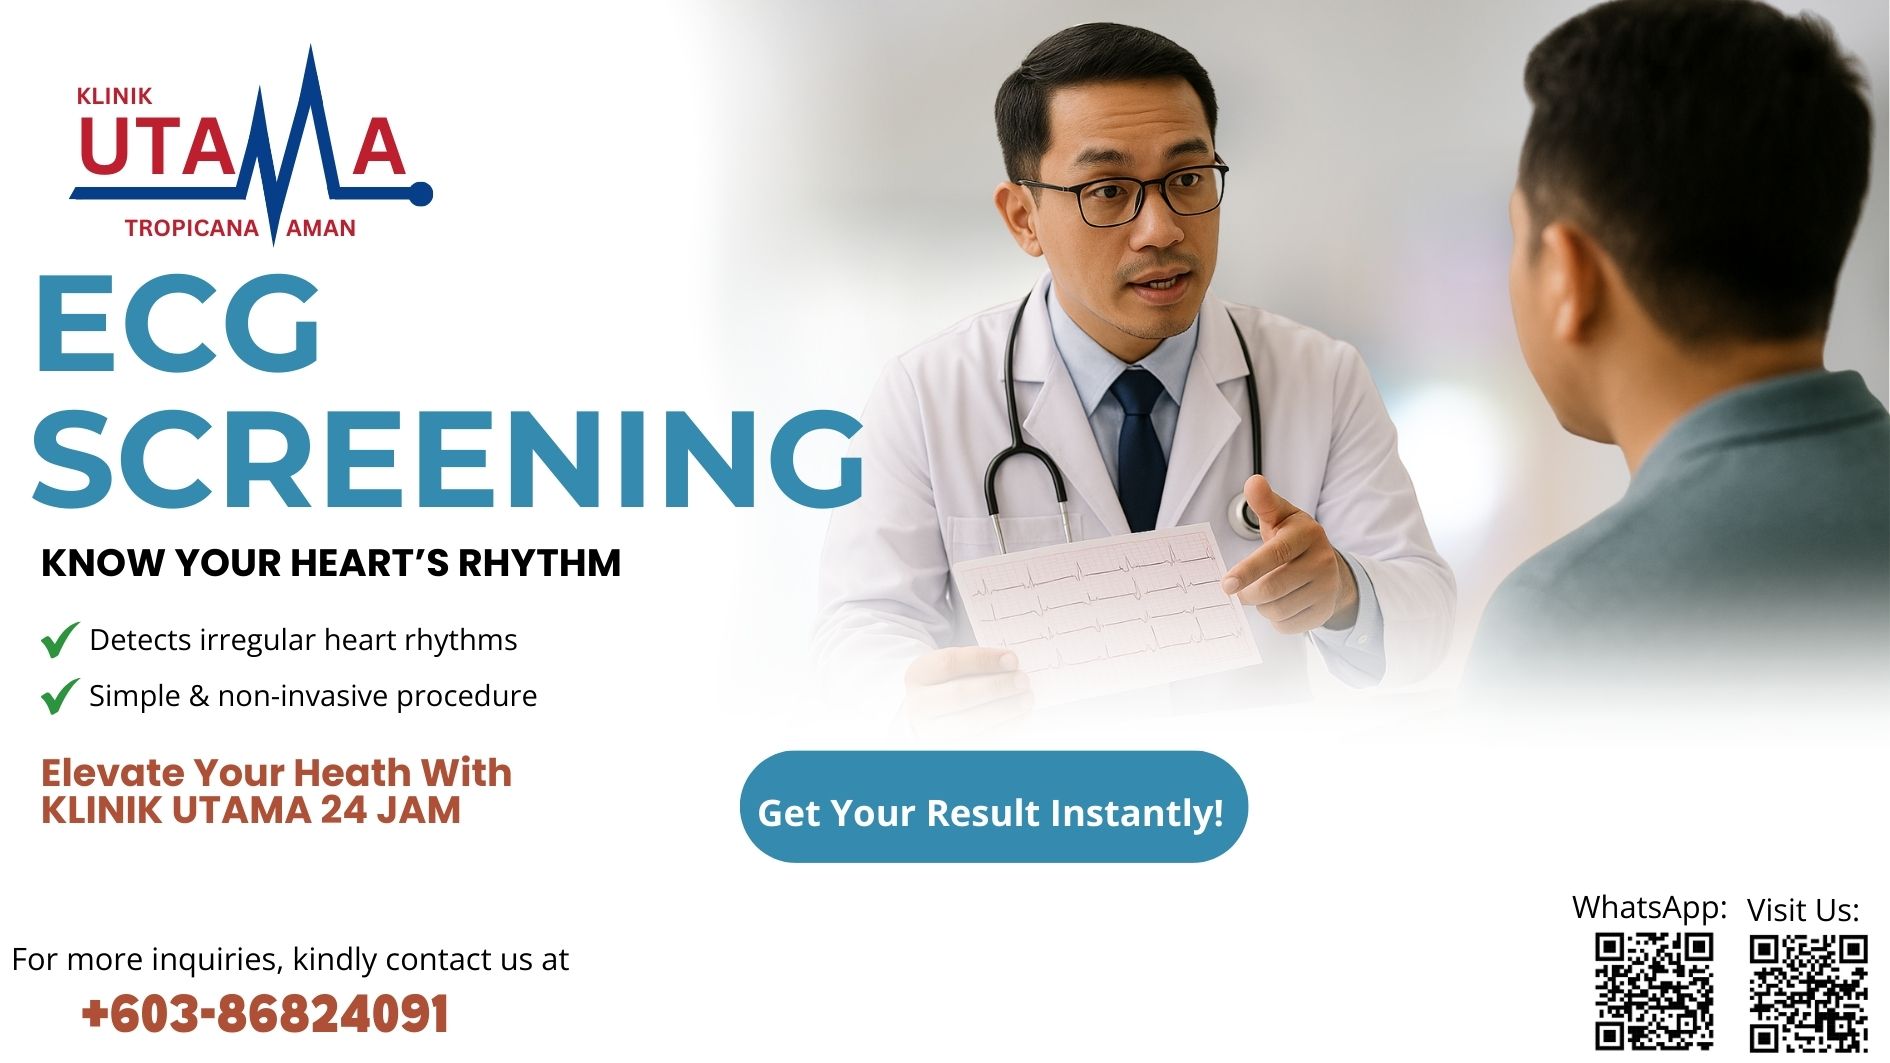 KLINIK
UTAMA
TROPICANA AMAN
ECG
SCREENING
KNOW YOUR HEART’S RHYTHM
Detects irregular heart rhythms
Simple & non-invasive procedure
Elevate Your Heath With
KLINIK UTAMA 24 JAM
Get Your Result Instantly!
For more inquiries, kindly contact us at
+603-86824091
WhatsApp:
Visit Us: